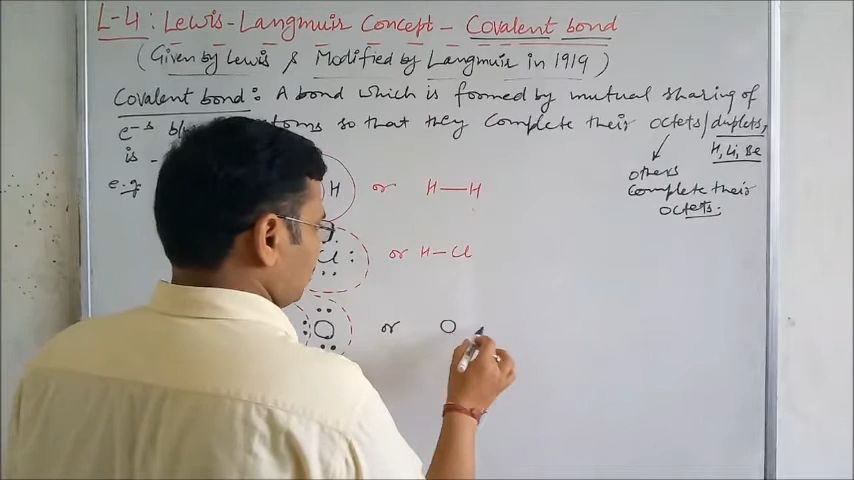 L-4: Lewis-Langmuir Concept - Covalent bond
(Given by Lewis & Modified by Langmuir in 1919)
Covalent bond: A bond which is formed by mutual sharing of
e⁻s b/w atoms so that they complete their octets/duplets,
is - H, Li, Be
others
Complete their
octets.
e.g H or H—H
Cl or H—Cl
O or O